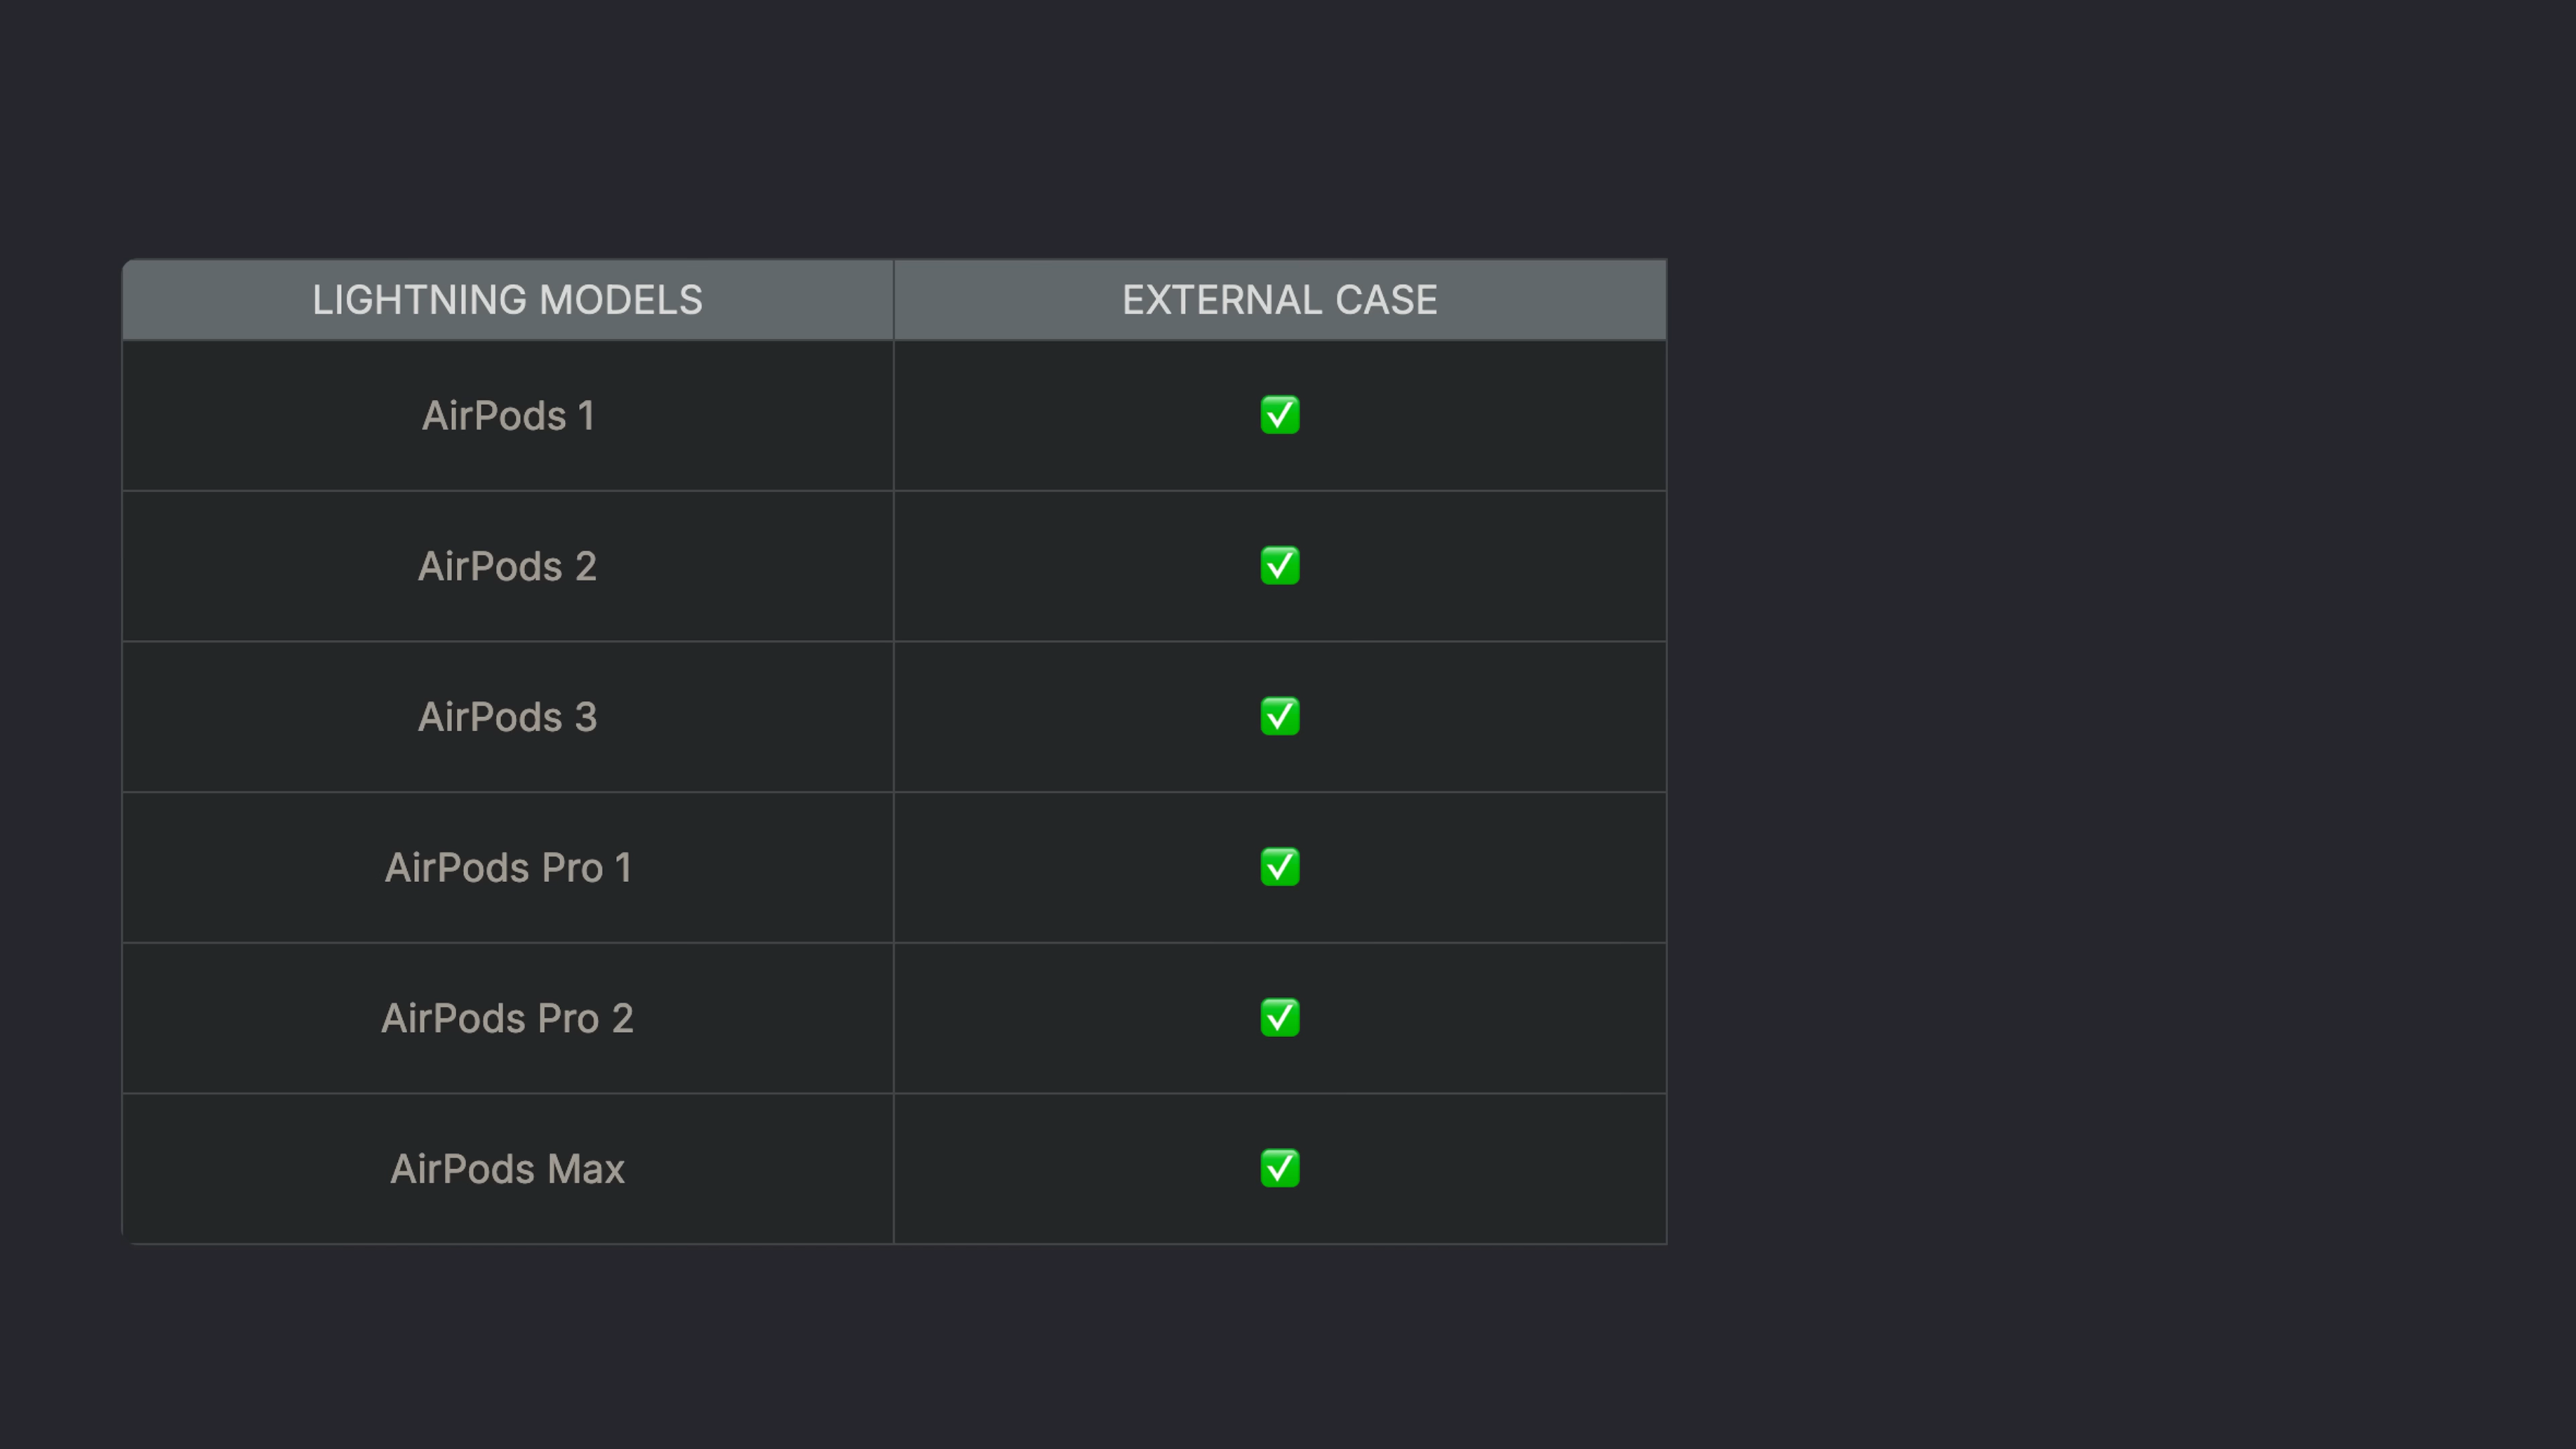 LIGHTNING MODELS EXTERNAL CASE
AirPods 1 ✅
AirPods 2 ✅
AirPods 3 ✅
AirPods Pro 1 ✅
AirPods Pro 2 ✅
AirPods Max ✅